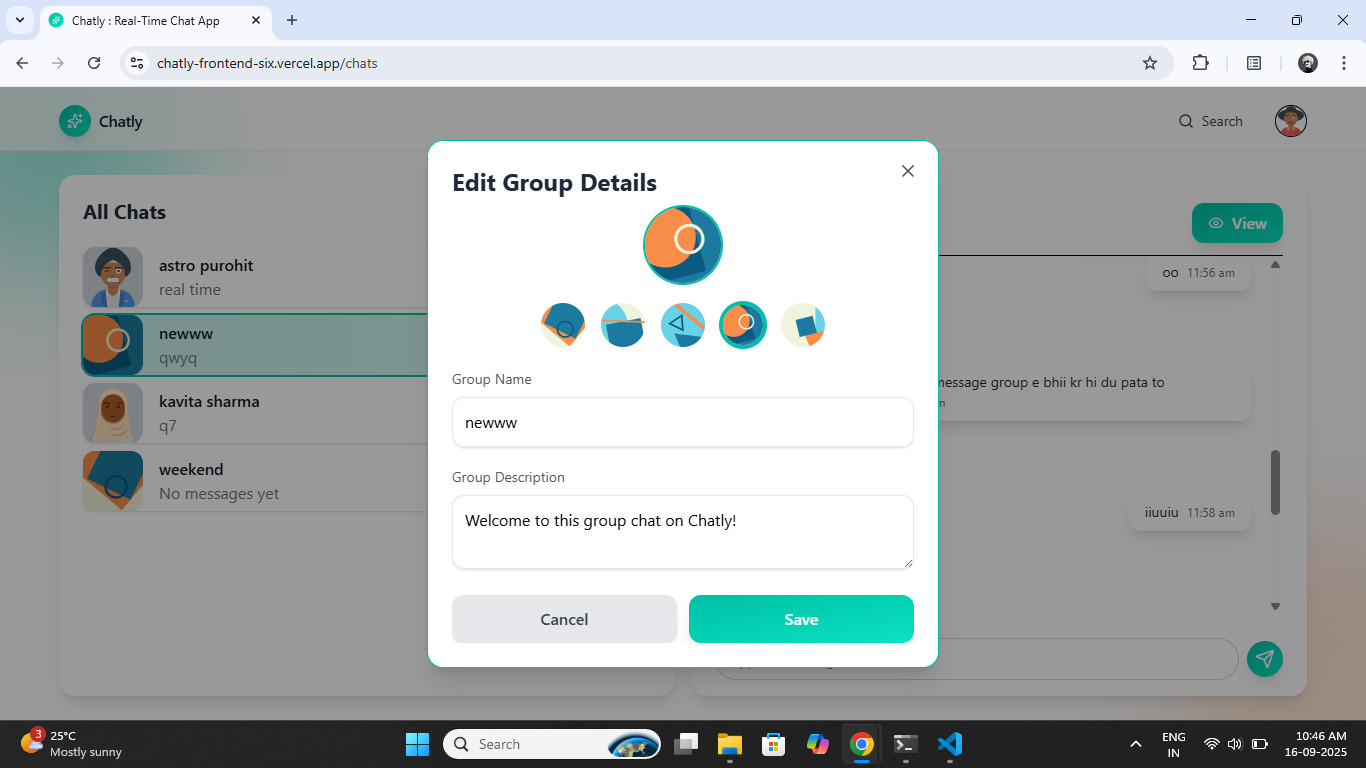 Chatly : Real-Time Chat App
chatly-frontend-six.vercel.app/chats
Chatly
Search
All Chats
astro purohit
real time
newww
qwyq
kavita sharma
q7
weekend
No messages yet
Edit Group Details
Group Name
newww
Group Description
Welcome to this group chat on Chatly!
Cancel
Save
View
oo 11:56 am
message group e bhii kr hi du pata to
m
iiuuiu 11:58 am
3
25°C
Mostly sunny
Search
ENG
IN
10:46 AM
16-09-2025